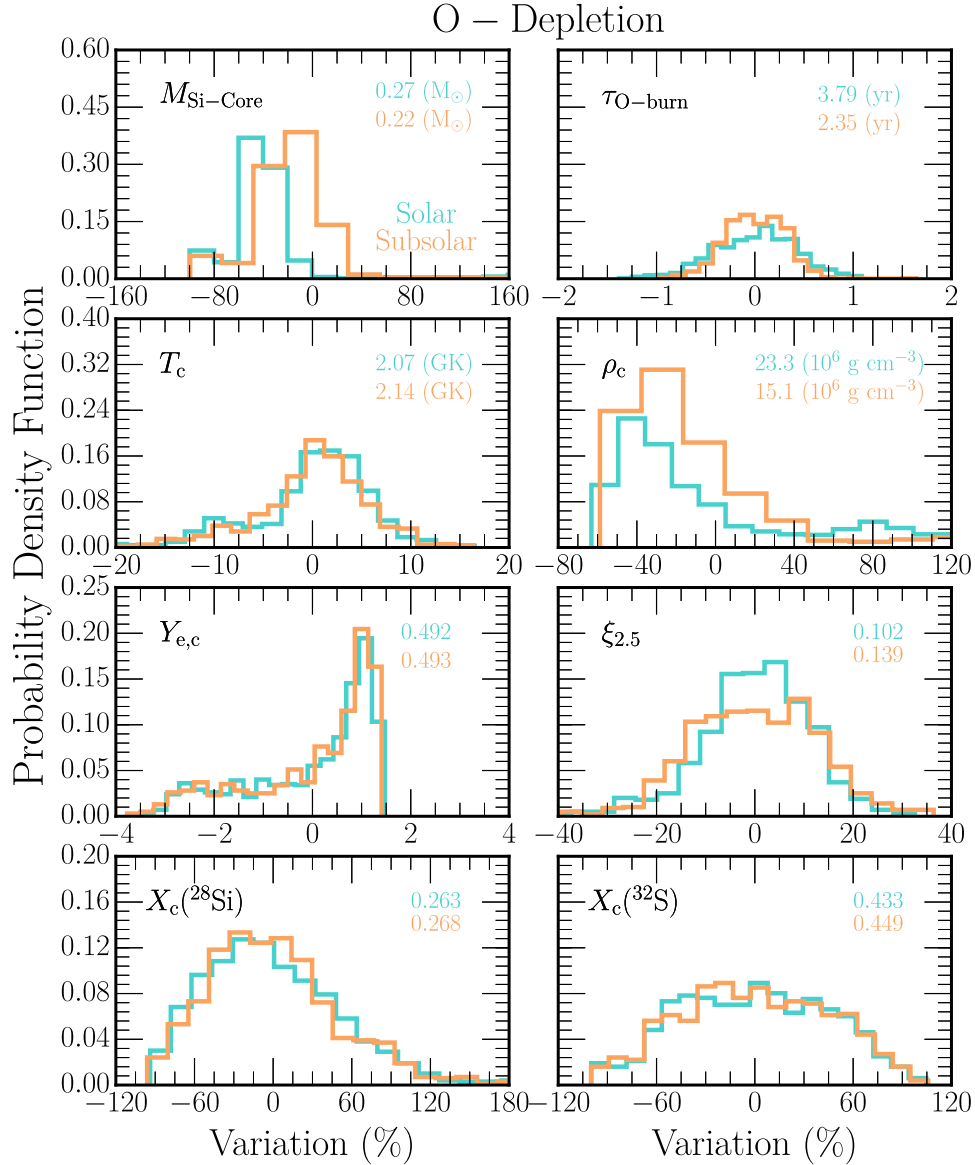 O − Depletion
M_Si−Core
0.27 (M⊙)
0.22 (M⊙)
Solar
Subsolar
0.60
0.45
0.30
0.15
0.00
−160 −80 0 80 160
τ_O−burn
3.79 (yr)
2.35 (yr)
−2 −1 0 1 2
T_c
2.07 (GK)
2.14 (GK)
0.40
0.32
0.24
0.16
0.08
0.00
−20 −10 0 10 20
ρ_c
23.3 (10⁶ g cm⁻³)
15.1 (10⁶ g cm⁻³)
−80 −40 0 40 80 120
Probability Density Function
Y_e,c
0.492
0.493
0.25
0.20
0.15
0.10
0.05
0.00
−4 −2 0 2 4
ξ_2.5
0.102
0.139
−40 −20 0 20 40
X_c(²⁸Si)
0.263
0.268
0.20
0.16
0.12
0.08
0.04
0.00
−120 −60 0 60 120 180
X_c(³²S)
0.433
0.449
−120 −60 0 60 120
Variation (%)
Variation (%)